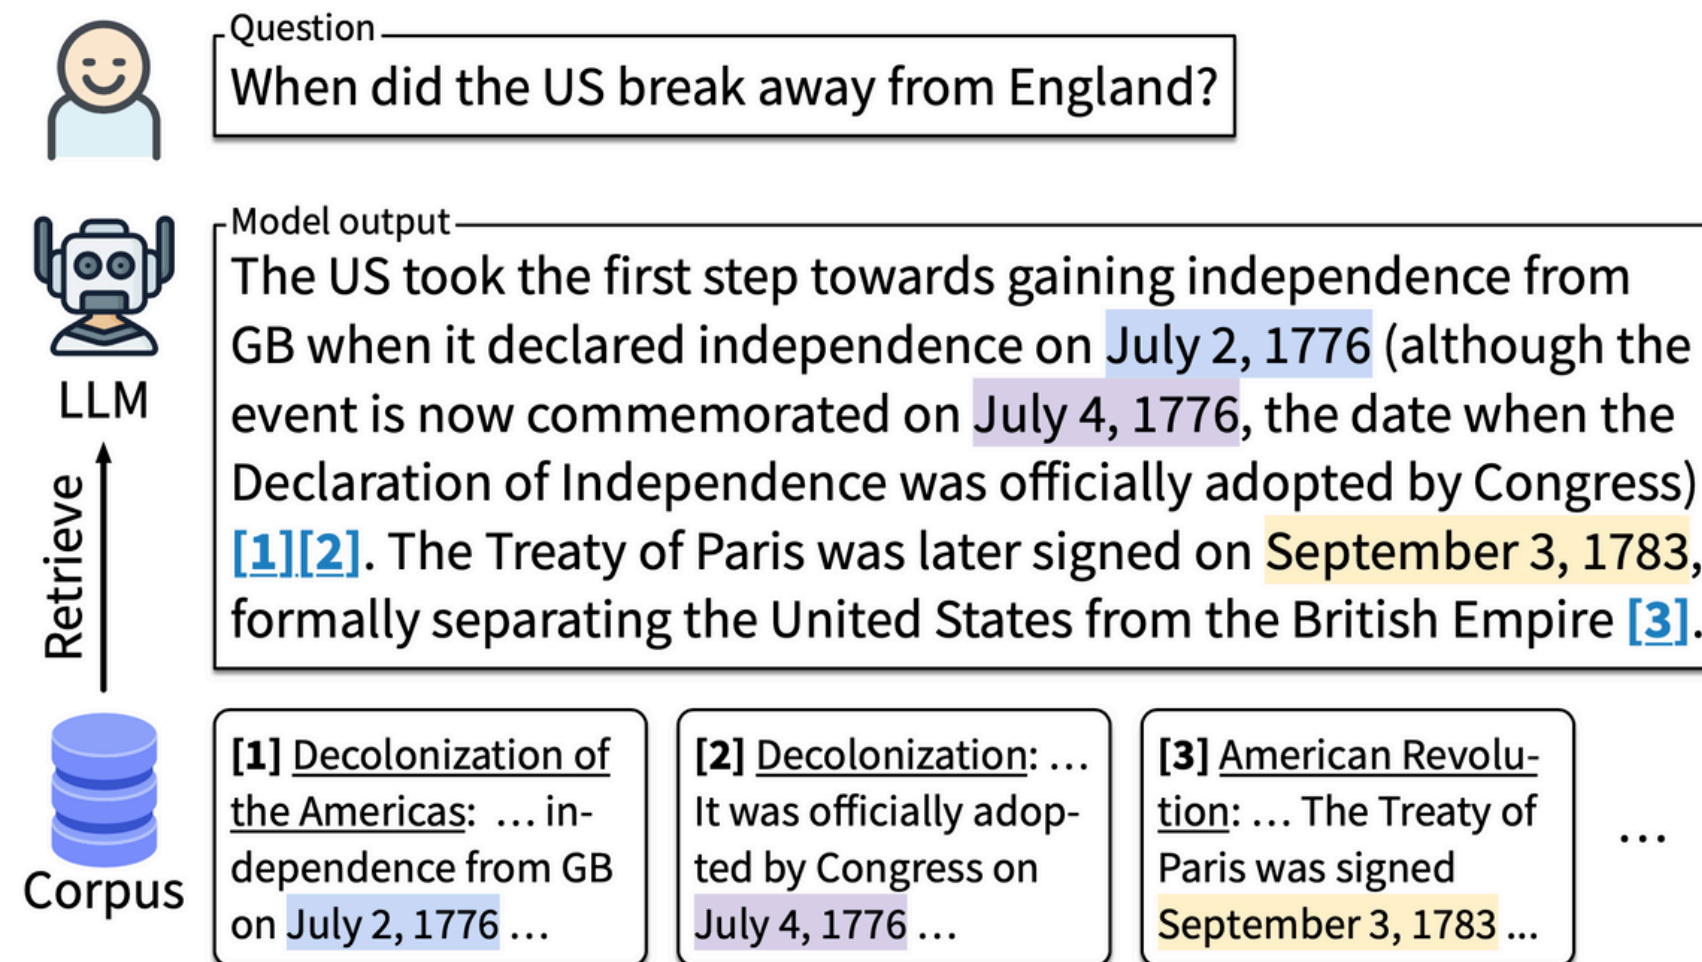 Question
When did the US break away from England?
Model output
The US took the first step towards gaining independence from
GB when it declared independence on July 2, 1776 (although the
event is now commemorated on July 4, 1776, the date when the
Declaration of Independence was officially adopted by Congress)
[1][2]. The Treaty of Paris was later signed on September 3, 1783,
formally separating the United States from the British Empire [3].
LLM
Retrieve
Corpus
[1] Decolonization of
the Americas: ... in-
dependence from GB
on July 2, 1776 ...
[2] Decolonization: ...
It was officially adop-
ted by Congress on
July 4, 1776 ...
[3] American Revolu-
tion: ... The Treaty of
Paris was signed
September 3, 1783 ...
...